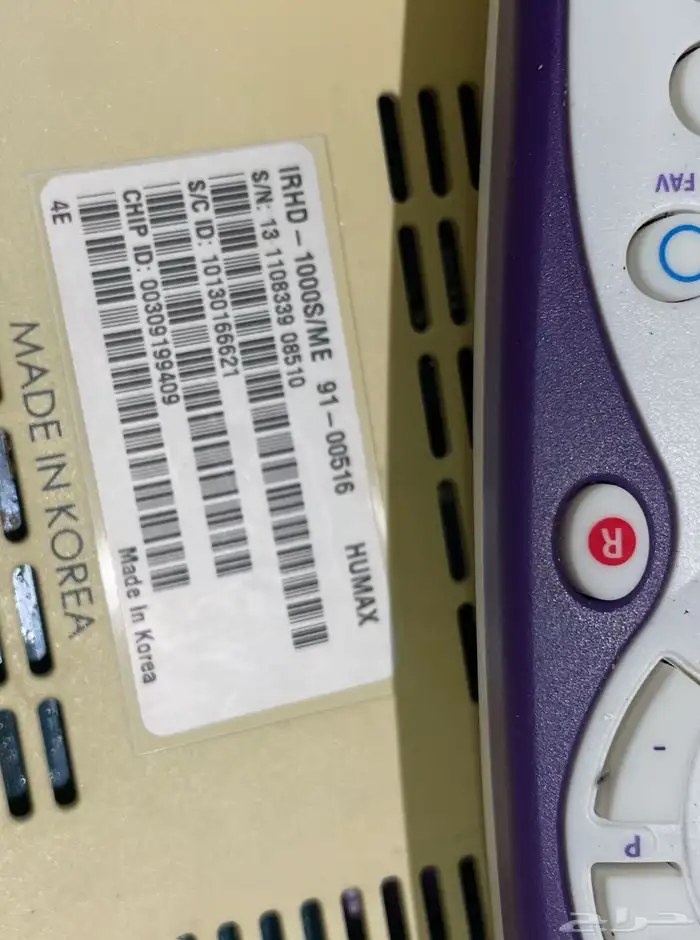 IRHD – 1000S/ME 91–00516 HUMAX
S/N: 13 1108339 08510
S/C ID: 10130166621
CHIP ID: 00309199409
4E
Made In Korea
MADE IN KOREA
FAV
R
-
P
حراج